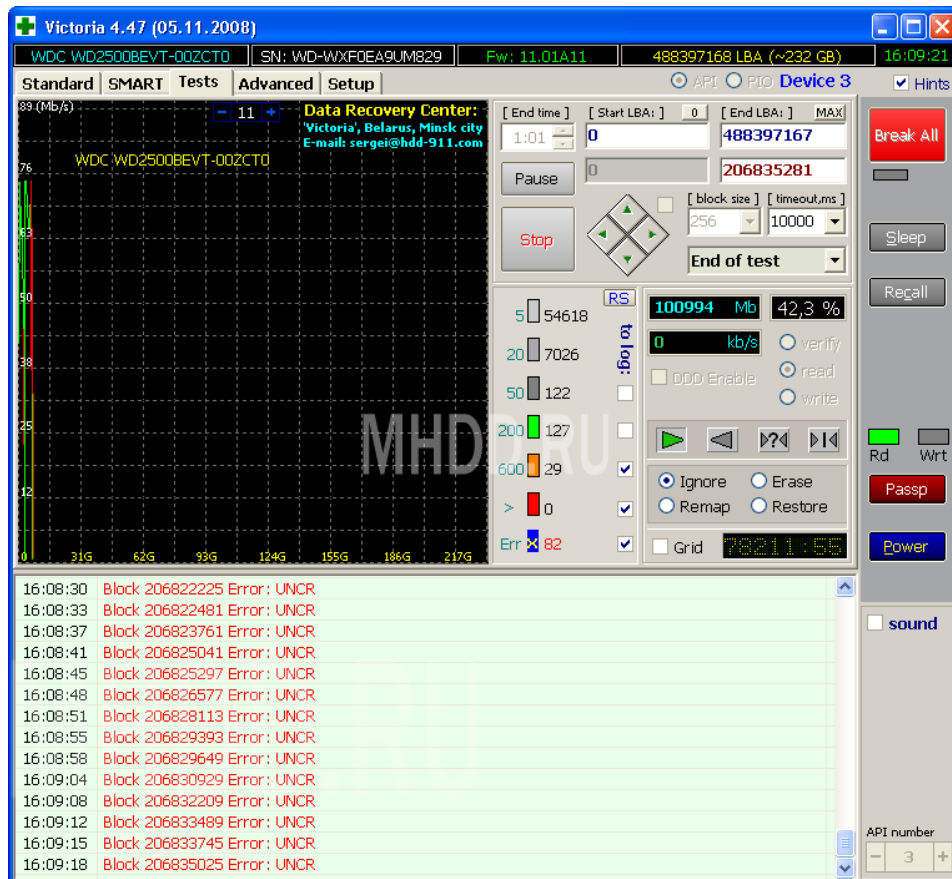 Victoria 4.47 (05.11.2008)
WDC WD2500BEVT-00ZCT0 SN: WD-WXF0EA9UM829 Fw: 11.01A11 488397168 LBA (~232 GB) 16:09:21
Standard SMART Tests Advanced Setup API PIO Device 3 Hints
89 (Mb/s) - 11 + Data Recovery Center:
'Victoria', Belarus, Minsk city
E-mail: sergei@hdd-911.com
WDC WD2500BEVT-00ZCT0
76
63
50
38
25
12
0 31G 62G 93G 124G 155G 186G 217G
[ End time ] [ Start LBA: ] 0 [ End LBA: ] MAX
1:01 0 488397167
Pause 0 206835281
[ block size ] [ timeout,ms ]
256 10000
Stop
End of test
RS
to log:
5 54618
20 7026
50 122
200 127
600 29
> 0
Err x 82
100994 Mb 42,3 %
0 kb/s verify
DDD Enable read
write
Ignore Erase
Remap Restore
Grid 78211:55
Break All
Sleep
Recall
Rd Wrt
Passp
Power
sound
API number
- 3 +
MHDD.RU
16:08:30 Block 206822225 Error: UNCR
16:08:33 Block 206822481 Error: UNCR
16:08:37 Block 206823761 Error: UNCR
16:08:41 Block 206825041 Error: UNCR
16:08:45 Block 206825297 Error: UNCR
16:08:48 Block 206826577 Error: UNCR
16:08:51 Block 206828113 Error: UNCR
16:08:55 Block 206829393 Error: UNCR
16:08:58 Block 206829649 Error: UNCR
16:09:04 Block 206830929 Error: UNCR
16:09:08 Block 206832209 Error: UNCR
16:09:12 Block 206833489 Error: UNCR
16:09:15 Block 206833745 Error: UNCR
16:09:18 Block 206835025 Error: UNCR